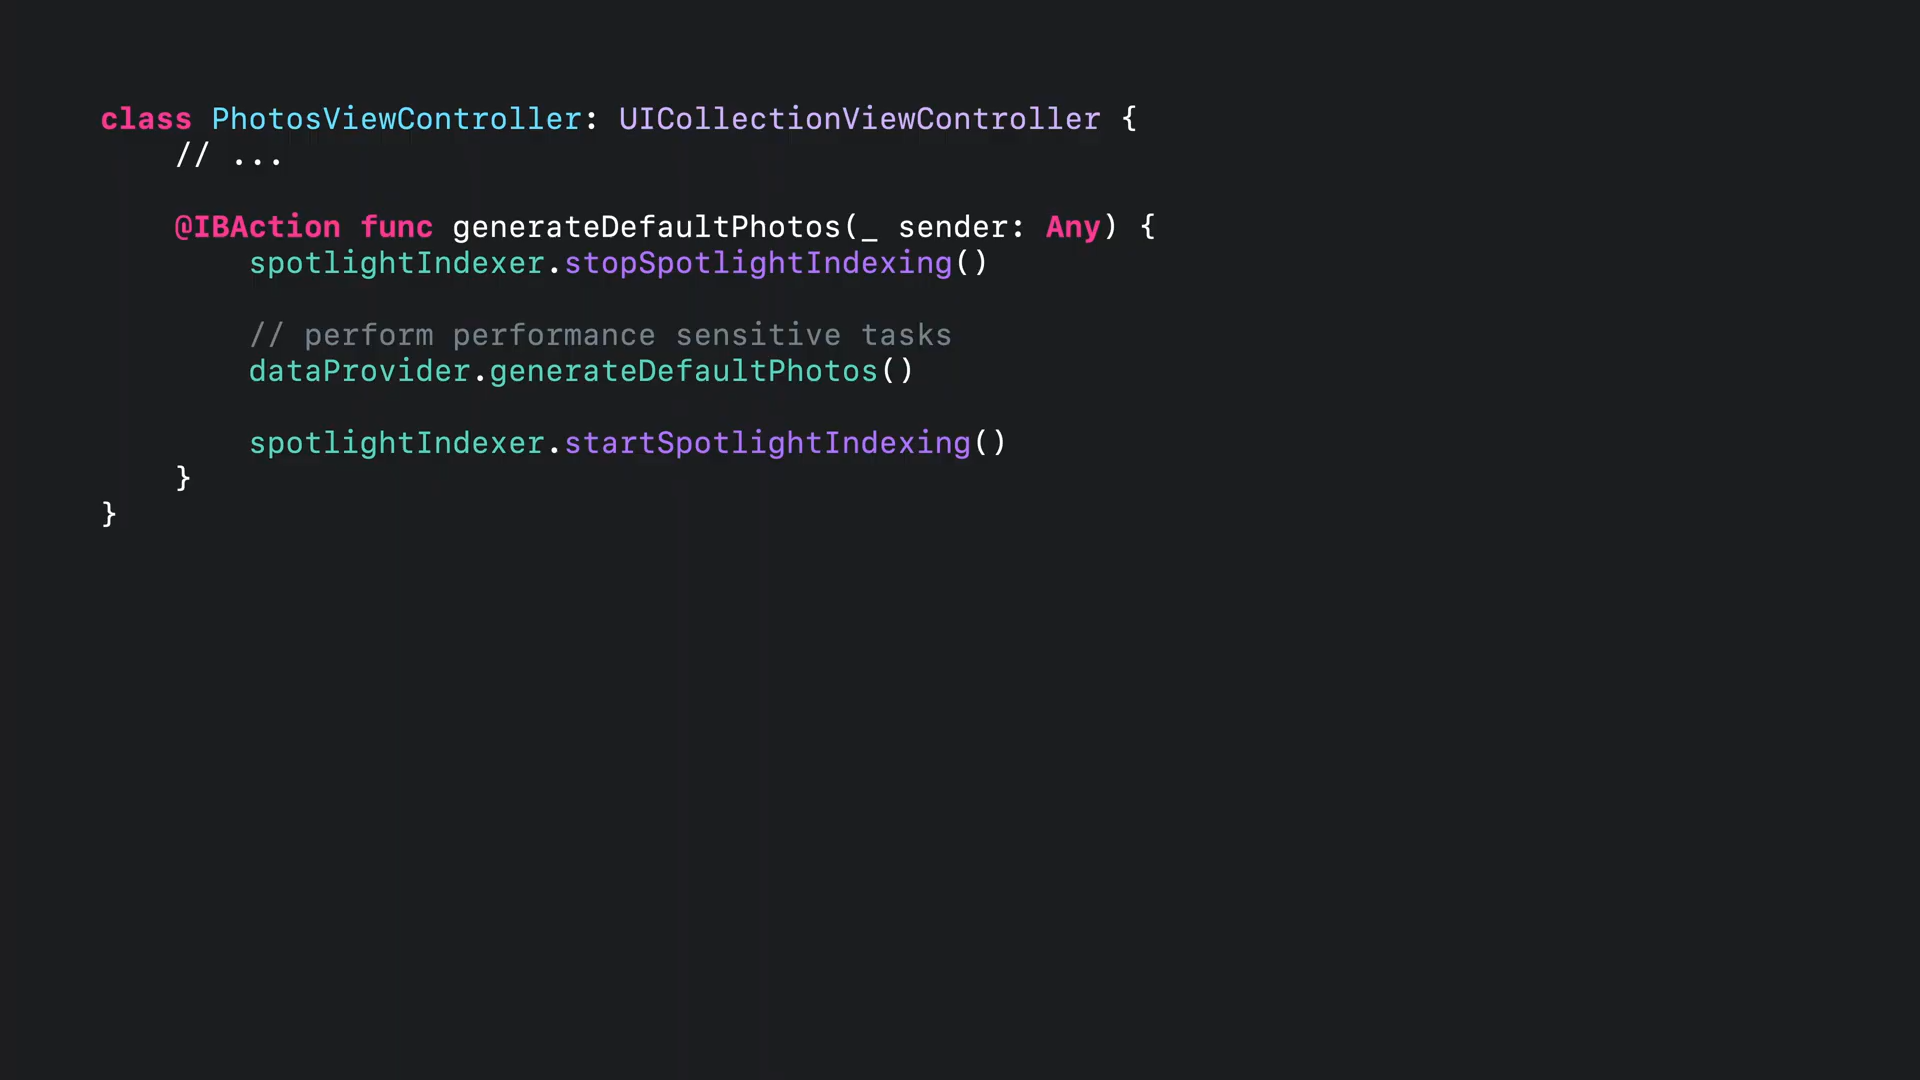 class PhotosViewController: UICollectionViewController {
    // ...

    @IBAction func generateDefaultPhotos(_ sender: Any) {
        spotlightIndexer.stopSpotlightIndexing()

        // perform performance sensitive tasks
        dataProvider.generateDefaultPhotos()

        spotlightIndexer.startSpotlightIndexing()
    }
}